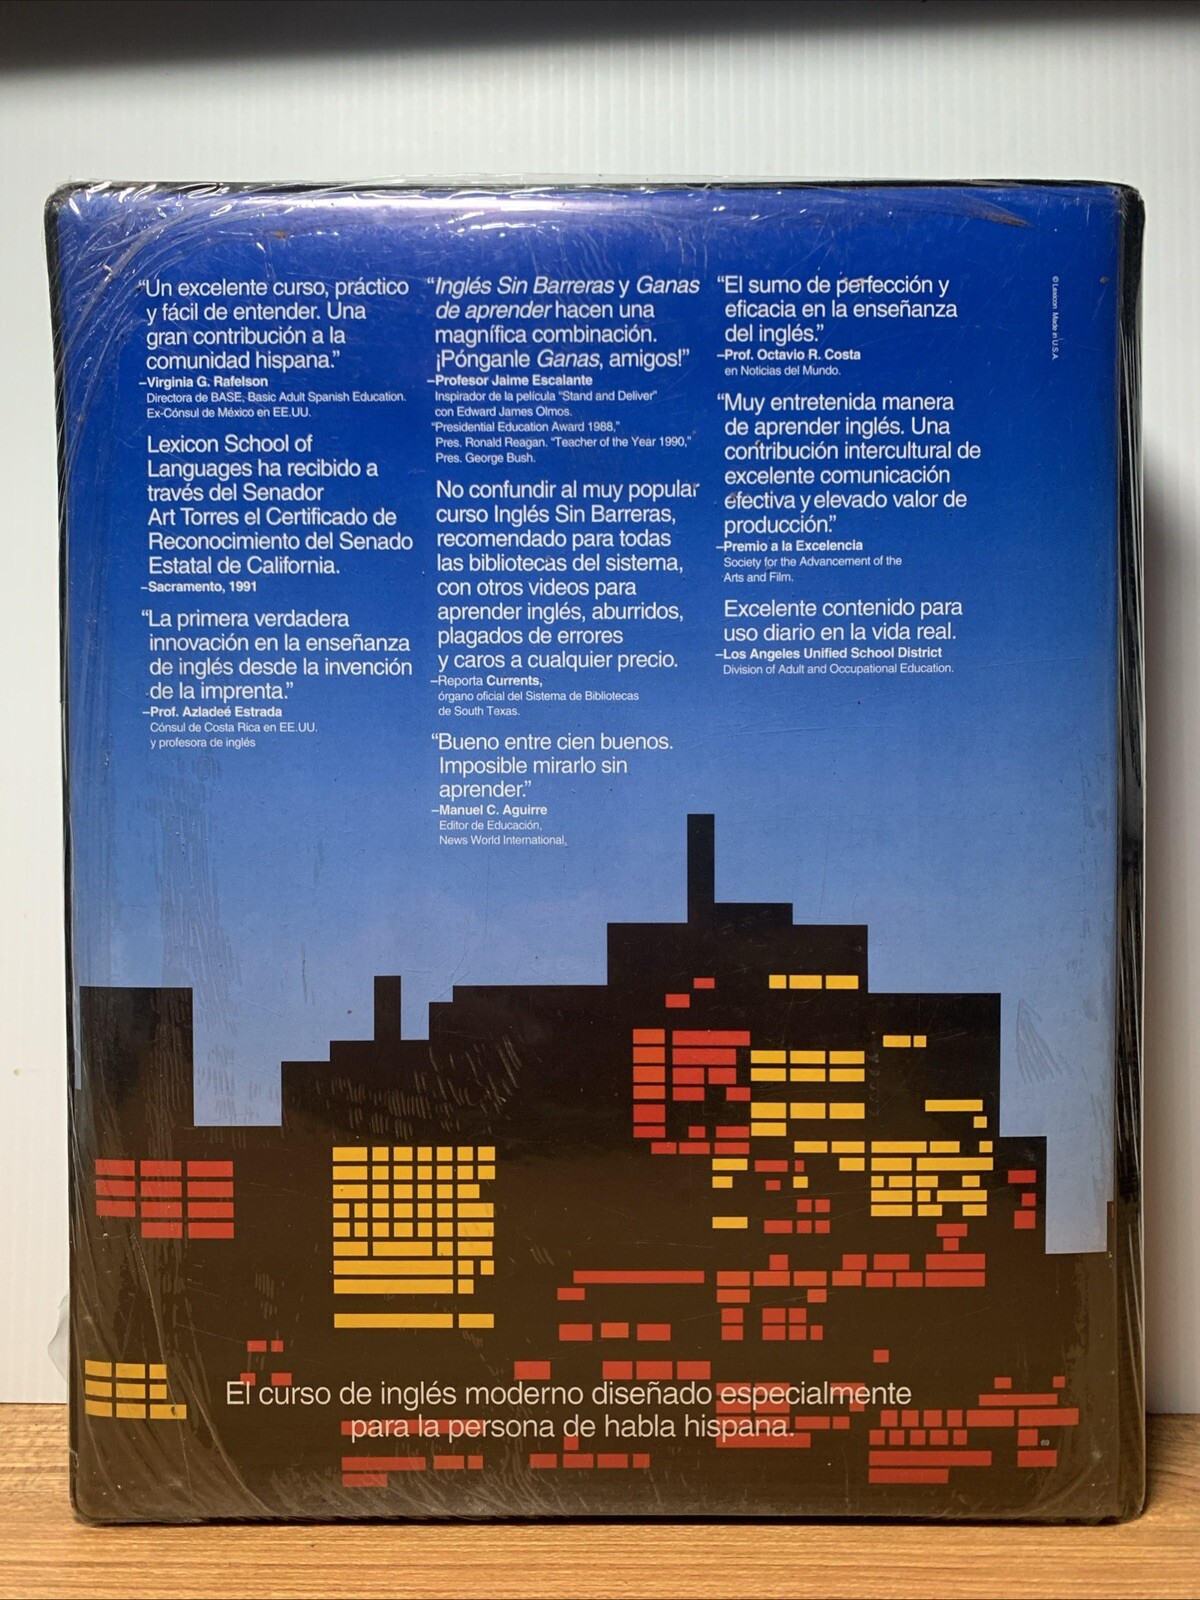 “Un excelente curso, práctico
y fácil de entender. Una
gran contribución a la
comunidad hispana.”
–Virginia G. Rafelson
Directora de BASE, Basic Adult Spanish Education.
Ex-Cónsul de México en EE.UU.
Lexicon School of
Languages ha recibido a
través del Senador
Art Torres el Certificado de
Reconocimiento del Senado
Estatal de California.
–Sacramento, 1991
“La primera verdadera
innovación en la enseñanza
de inglés desde la invención
de la imprenta.”
–Prof. Azladeé Estrada
Cónsul de Costa Rica en EE.UU.
y profesora de inglés
“Inglés Sin Barreras y Ganas
de aprender hacen una
magnífica combinación.
¡Pónganle Ganas, amigos!”
–Profesor Jaime Escalante
Inspirador de la película “Stand and Deliver”
con Edward James Olmos.
“Presidential Education Award 1988,”
Pres. Ronald Reagan. “Teacher of the Year 1990,”
Pres. George Bush.
No confundir al muy popular
curso Inglés Sin Barreras,
recomendado para todas
las bibliotecas del sistema,
con otros videos para
aprender inglés, aburridos,
plagados de errores
y caros a cualquier precio.
–Reporta Currents,
órgano oficial del Sistema de Bibliotecas
de South Texas.
“Bueno entre cien buenos.
Imposible mirarlo sin
aprender.”
–Manuel C. Aguirre
Editor de Educación,
News World International,
“El sumo de perfección y
eficacia en la enseñanza
del inglés.”
–Prof. Octavio R. Costa
en Noticias del Mundo.
“Muy entretenida manera
de aprender inglés. Una
contribución intercultural de
excelente comunicación
efectiva y elevado valor de
producción.”
–Premio a la Excelencia
Society for the Advancement of the
Arts and Film.
Excelente contenido para
uso diario en la vida real.
–Los Angeles Unified School District
Division of Adult and Occupational Education.
© Lexicon Made in U.S.A.
El curso de inglés moderno diseñado especialmente
para la persona de habla hispana.